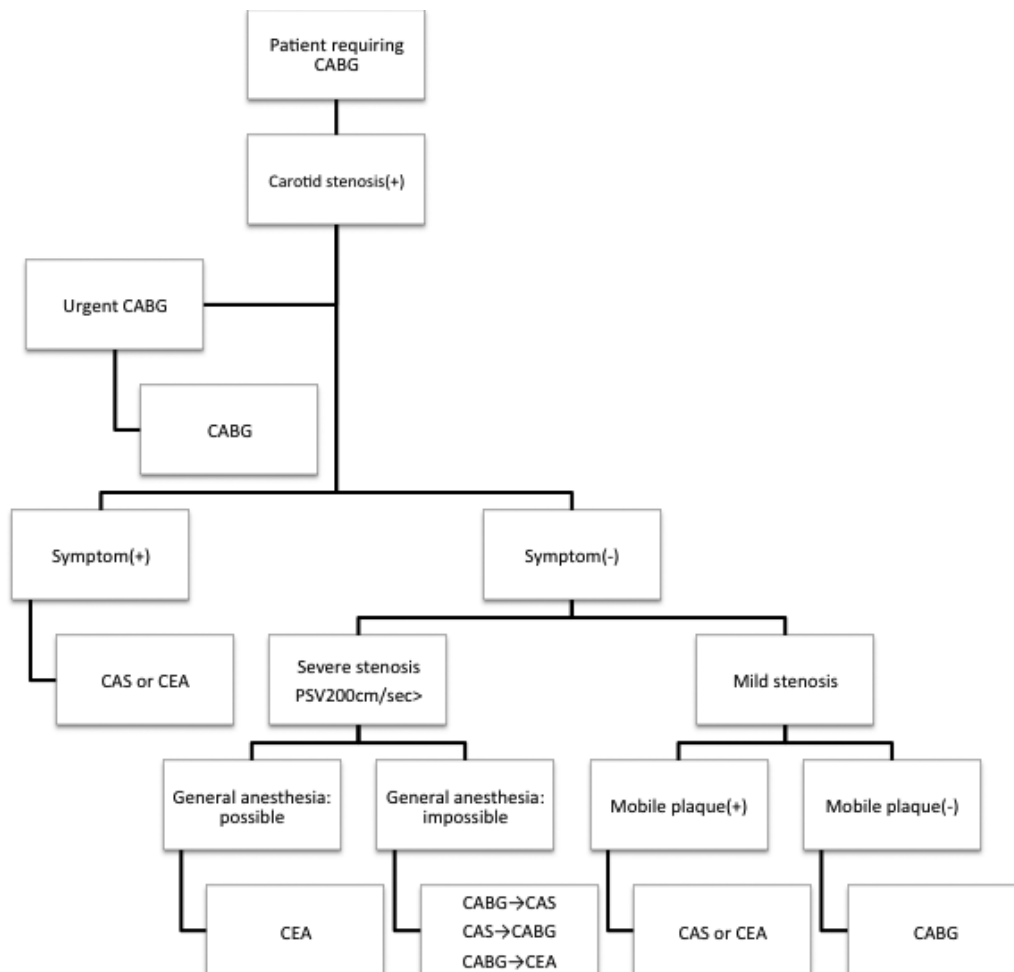 Patient requiring
CABG
Carotid stenosis(+)
Urgent CABG
CABG
Symptom(+)
Symptom(-)
CAS or CEA
Severe stenosis
PSV200cm/sec>
Mild stenosis
General anesthesia:
possible
General anesthesia:
impossible
Mobile plaque(+)
Mobile plaque(-)
CEA
CABG→CAS
CAS→CABG
CABG→CEA
CAS or CEA
CABG